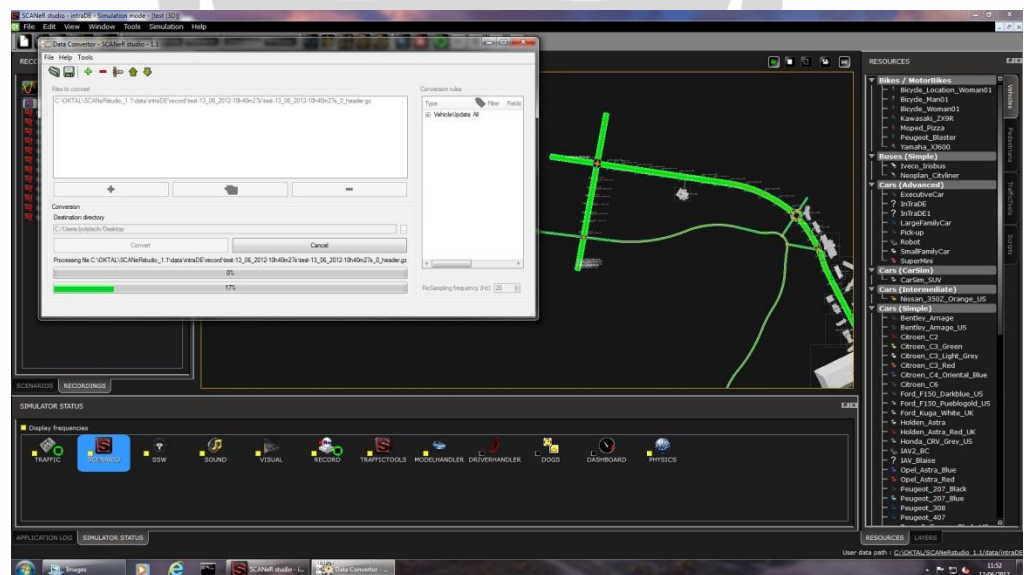 SCANeR studio - intraDE - Simulation mode - [test (3D)]
File Edit View Window Tools Simulation Help
Data Convertor - SCANeR studio - 1.1
File Help Tools
Files to convert
C:\OKTAL\SCANeRstudio_1.1\data\intraDE\record\test-13_06_2012-10h40m27s\test-13_06_2012-10h40m27s_0_header.gz
Conversion rules
Type Filter Fields
VehicleUpdate All
Conversion
Destination directory
C:/Users/polytech/Desktop
Convert Cancel
Processing file C:\OKTAL\SCANeRstudio_1.1\data\intraDE\record\test-13_06_2012-10h40m27s\test-13_06_2012-10h40m27s_0_header.gz
0%
17%
ReSampling frequency (Hz) 20
SCENARIOS RECORDINGS
RESOURCES
Bikes / MotorBikes
Bicycle_Location_Woman01
Bicycle_Man01
Bicycle_Woman01
Kawasaki_ZX9R
Moped_Pizza
Peugeot_Blaster
Yamaha_XJ600
Buses (Simple)
Iveco_Irisbus
Neoplan_Cityliner
Cars (Advanced)
ExecutiveCar
InTraDE
InTraDE1
LargeFamilyCar
Pick-up
Robot
SmallFamilyCar
SuperMini
Cars (CarSim)
CarSim_SUV
Cars (Intermediate)
Nissan_350Z_Orange_US
Cars (Simple)
Bentley_Arnage
Bentley_Arnage_US
Citroen_C2
Citroen_C3_Green
Citroen_C3_Light_Grey
Citroen_C3_Red
Citroen_C4_Oriental_Blue
Citroen_C6
Ford_F150_Darkblue_US
Ford_F150_Pueblogold_US
Ford_Kuga_White_UK
Holden_Astra
Holden_Astra_Red_UK
Honda_CRV_Grey_US
IAV2_BC
IAV_Blaise
Opel_Astra_Blue
Opel_Astra_Red
Peugeot_207_Black
Peugeot_207_Blue
Peugeot_308
Peugeot_407
Vehicles
Pedestrians
TrafficTools
Scripts
RESOURCES LAYERS
SIMULATOR STATUS
Display frequencies
TRAFFIC SCENARIO SSW SOUND VISUAL RECORD TRAFFICTOOLS MODELHANDLER DRIVERHANDLER DOGS DASHBOARD PHYSICS
APPLICATION LOG SIMULATOR STATUS
User data path : C:\OKTAL/SCANeRstudio_1.1/data/intraDE
Images
SCANeR studio - i...
Data Convertor - ...
11:52